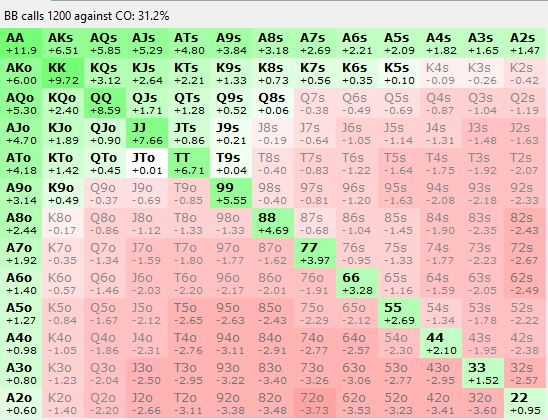 BB calls 1200 against CO: 31.2%
AA AKs AQs AJs ATs A9s A8s A7s A6s A5s A4s A3s A2s
+11.9 +6.51 +5.85 +5.29 +4.80 +3.84 +3.18 +2.69 +2.21 +2.09 +1.82 +1.65 +1.47
AKo KK KQs KJs KTs K9s K8s K7s K6s K5s K4s K3s K2s
+6.00 +9.72 +3.12 +2.64 +2.21 +1.33 +0.73 +0.56 +0.35 +0.10 -0.09 -0.26 -0.42
AQo KQo QQ QJs QTs Q9s Q8s Q7s Q6s Q5s Q4s Q3s Q2s
+5.30 +2.40 +8.59 +1.71 +1.28 +0.52 +0.06 -0.38 -0.49 -0.69 -0.87 -1.04 -1.19
AJo KJo QJo JJ JTs J9s J8s J7s J6s J5s J4s J3s J2s
+4.70 +1.89 +0.90 +7.66 +0.86 +0.21 -0.19 -0.64 -1.05 -1.14 -1.31 -1.48 -1.63
ATo KTo QTo JTo TT T9s T8s T7s T6s T5s T4s T3s T2s
+4.18 +1.42 +0.45 +0.01 +6.71 +0.04 -0.40 -0.83 -1.22 -1.64 -1.75 -1.92 -2.07
A9o K9o Q9o J9o T9o 99 98s 97s 96s 95s 94s 93s 92s
+3.14 +0.49 -0.37 -0.69 -0.85 +5.55 -0.40 -0.81 -1.20 -1.63 -2.08 -2.18 -2.33
A8o K8o Q8o J8o T8o 98o 88 87s 86s 85s 84s 83s 82s
+2.44 -0.17 -0.86 -1.12 -1.33 -1.33 +4.69 -0.68 -1.04 -1.45 -1.90 -2.35 -2.43
A7o K7o Q7o J7o T7o 97o 87o 77 76s 75s 74s 73s 72s
+1.92 -0.35 -1.34 -1.59 -1.80 -1.77 -1.62 +3.97 -0.95 -1.33 -1.77 -2.23 -2.67
A6o K6o Q6o J6o T6o 96o 86o 76o 66 65s 64s 63s 62s
+1.40 -0.57 -1.46 -2.03 -2.20 -2.17 -2.01 -1.91 +3.28 -1.16 -1.59 -2.05 -2.49
A5o K5o Q5o J5o T5o 95o 85o 75o 65o 55 54s 53s 52s
+1.27 -0.84 -1.67 -2.12 -2.65 -2.63 -2.43 -2.29 -2.12 +2.69 -1.34 -1.78 -2.22
A4o K4o Q4o J4o T4o 94o 84o 74o 64o 54o 44 43s 42s
+0.98 -1.05 -1.86 -2.31 -2.76 -3.11 -2.91 -2.77 -2.57 -2.30 +2.10 -1.95 -2.38
A3o K3o Q3o J3o T3o 93o 83o 73o 63o 53o 43o 33 32s
+0.80 -1.23 -2.04 -2.50 -2.95 -3.22 -3.40 -3.26 -3.06 -2.77 -2.95 +1.52 -2.57
A2o K2o Q2o J2o T2o 92o 82o 72o 62o 52o 42o 32o 22
+0.60 -1.40 -2.20 -2.66 -3.11 -3.38 -3.48 -3.73 -3.53 -3.23 -3.41 -3.60 +0.95